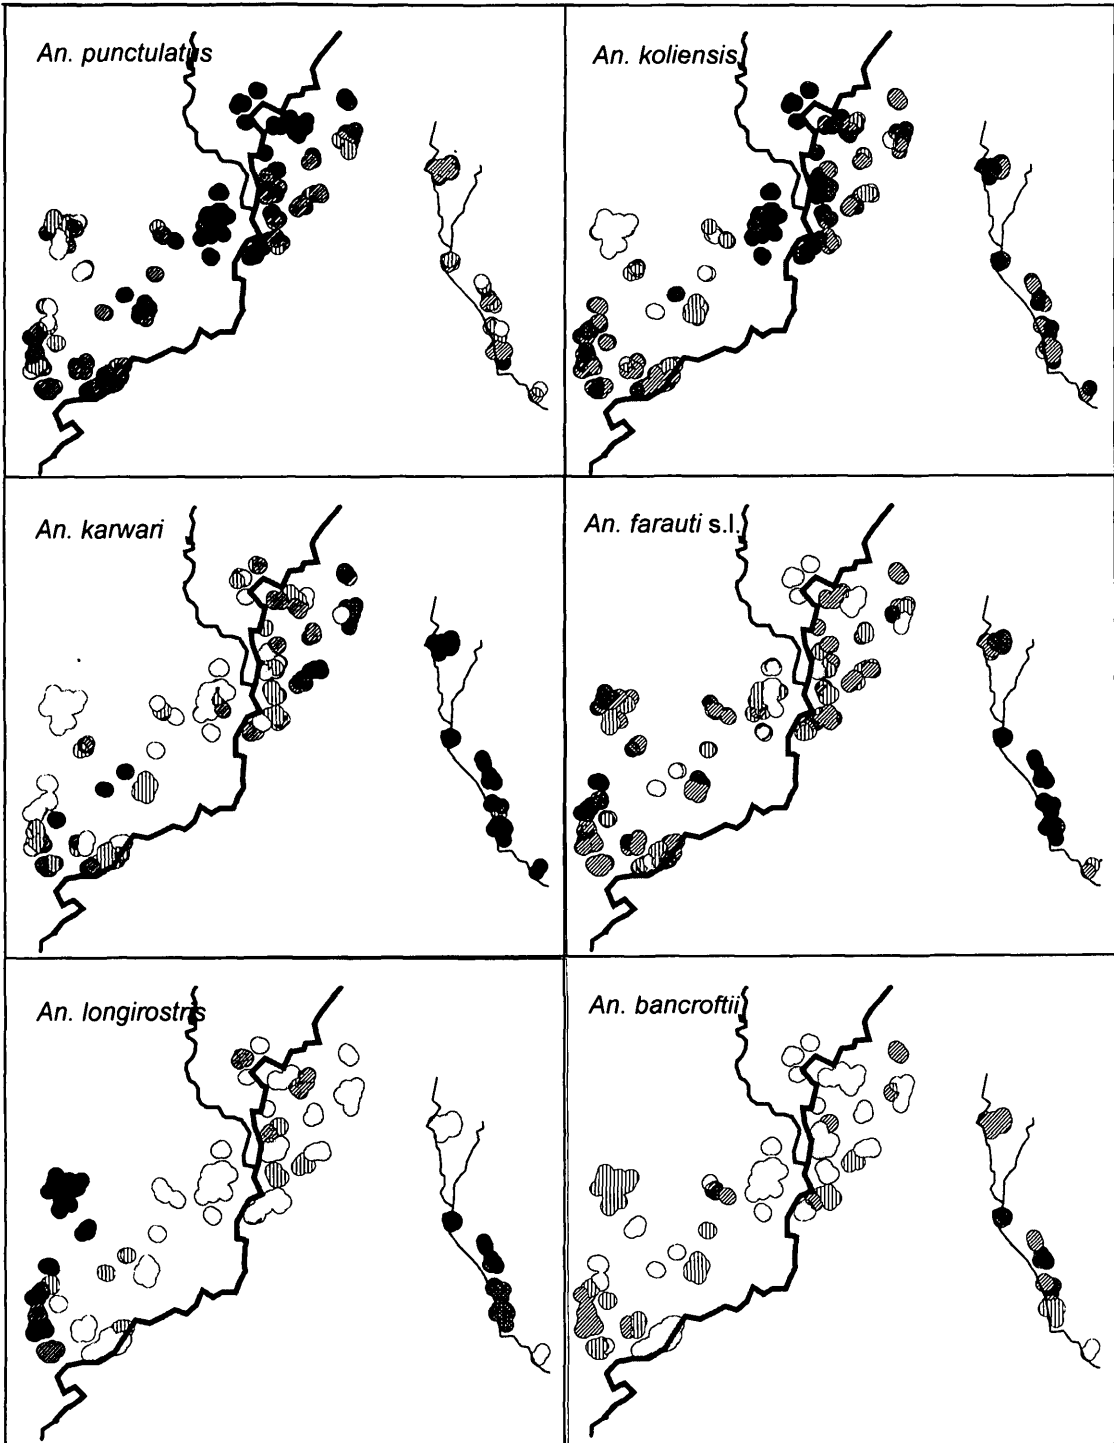 An. punctulatus
An. koliensis
An. karwari
An. farauti s.l.
An. longirostris
An. bancroftii